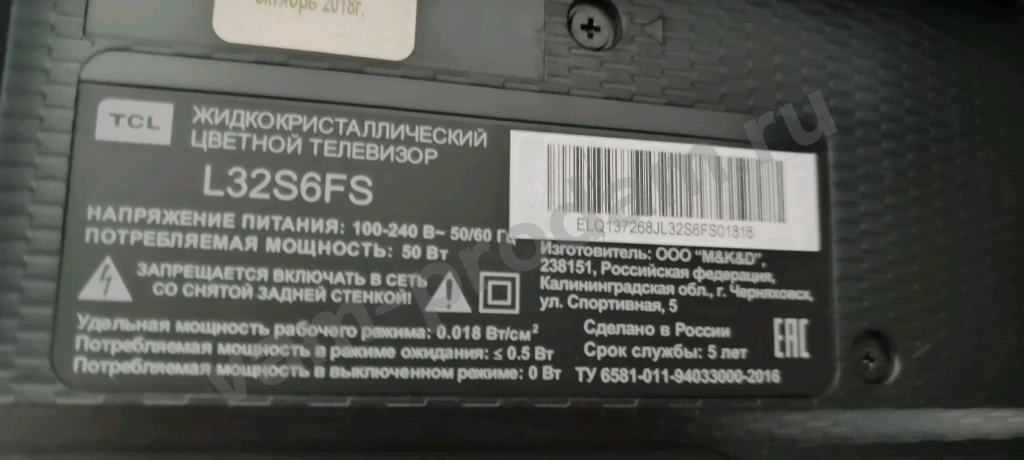 октябрь 2018г.
TCL
ЖИДКОКРИСТАЛЛИЧЕСКИЙ
ЦВЕТНОЙ ТЕЛЕВИЗОР
L32S6FS
НАПРЯЖЕНИЕ ПИТАНИЯ: 100-240 В~ 50/60 Гц
ПОТРЕБЛЯЕМАЯ МОЩНОСТЬ: 50 Вт
ЗАПРЕЩАЕТСЯ ВКЛЮЧАТЬ В СЕТЬ
СО СНЯТОЙ ЗАДНЕЙ СТЕНКОЙ!
Удельная мощность рабочего режима: 0.018 Вт/см²
Потребляемая мощность в режиме ожидания: ≤ 0.5 Вт
Потребляемая мощность в выключенном режиме: 0 Вт
ELQ137268JL32S6FS01816
Изготовитель: ООО "M&K&D",
238151, Российская федерация,
Калининградская обл., г. Черняховск,
ул. Спортивная, 5
Сделано в России
Срок службы: 5 лет
EAC
ТУ 6581-011-94033000-2016
vam-prodam.ru